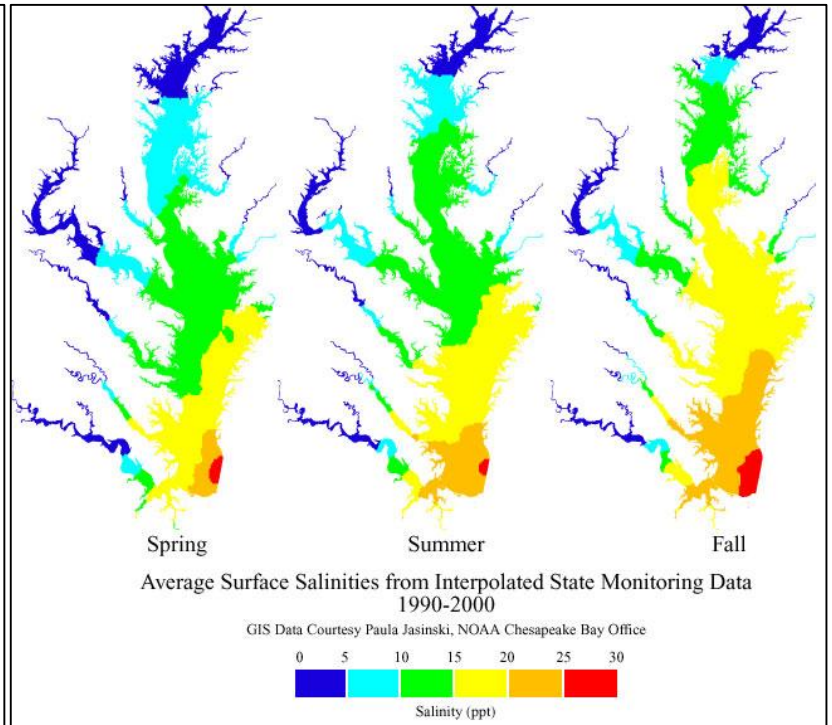 Spring Summer Fall
Average Surface Salinities from Interpolated State Monitoring Data
1990-2000
GIS Data Courtesy Paula Jasinski, NOAA Chesapeake Bay Office
0 5 10 15 20 25 30
Salinity (ppt)